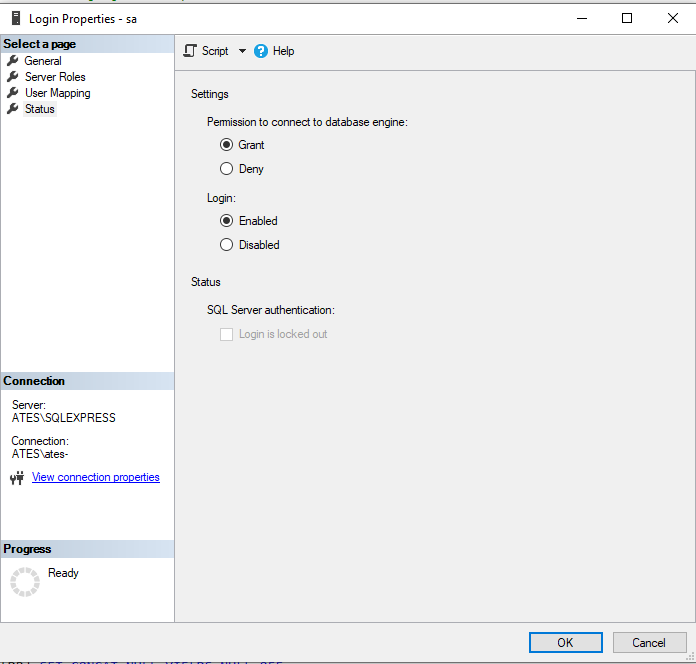 Login Properties - sa
Select a page
General
Server Roles
User Mapping
Status
Script
Help
Settings
Permission to connect to database engine:
Grant
Deny
Login:
Enabled
Disabled
Status
SQL Server authentication:
Login is locked out
Connection
Server:
ATES\SQLEXPRESS
Connection:
ATES\ates-
View connection properties
Progress
Ready
OK
Cancel